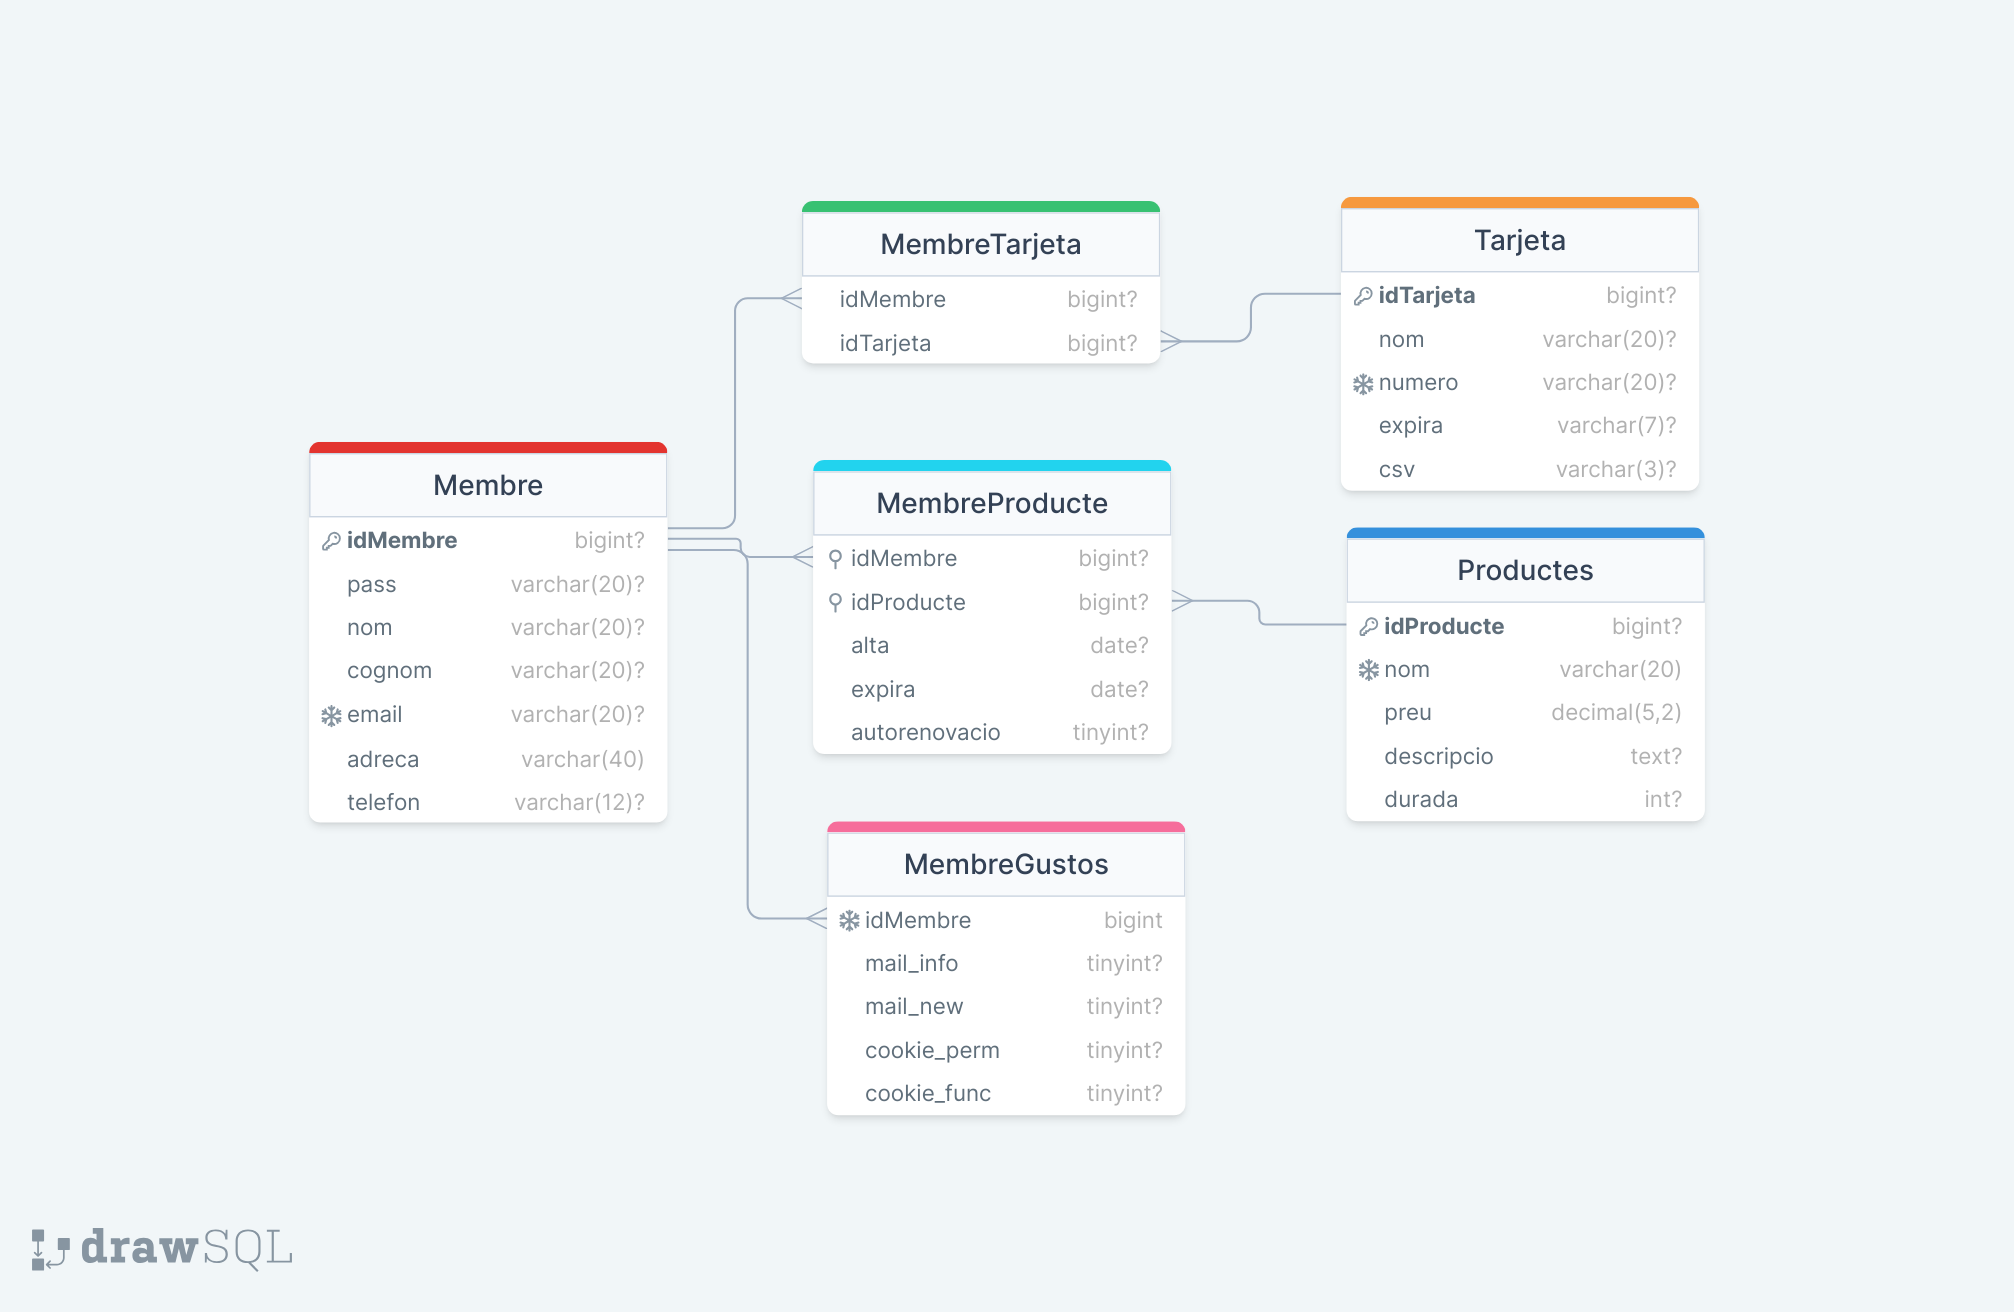 MembreTarjeta
idMembre bigint?
idTarjeta bigint?
Tarjeta
idTarjeta bigint?
nom varchar(20)?
numero varchar(20)?
expira varchar(7)?
csv varchar(3)?
Membre
idMembre bigint?
pass varchar(20)?
nom varchar(20)?
cognom varchar(20)?
email varchar(20)?
adreca varchar(40)
telefon varchar(12)?
MembreProducte
idMembre bigint?
idProducte bigint?
alta date?
expira date?
autorenovacio tinyint?
Productes
idProducte bigint?
nom varchar(20)
preu decimal(5,2)
descripcio text?
durada int?
MembreGustos
idMembre bigint
mail_info tinyint?
mail_new tinyint?
cookie_perm tinyint?
cookie_func tinyint?
drawSQL